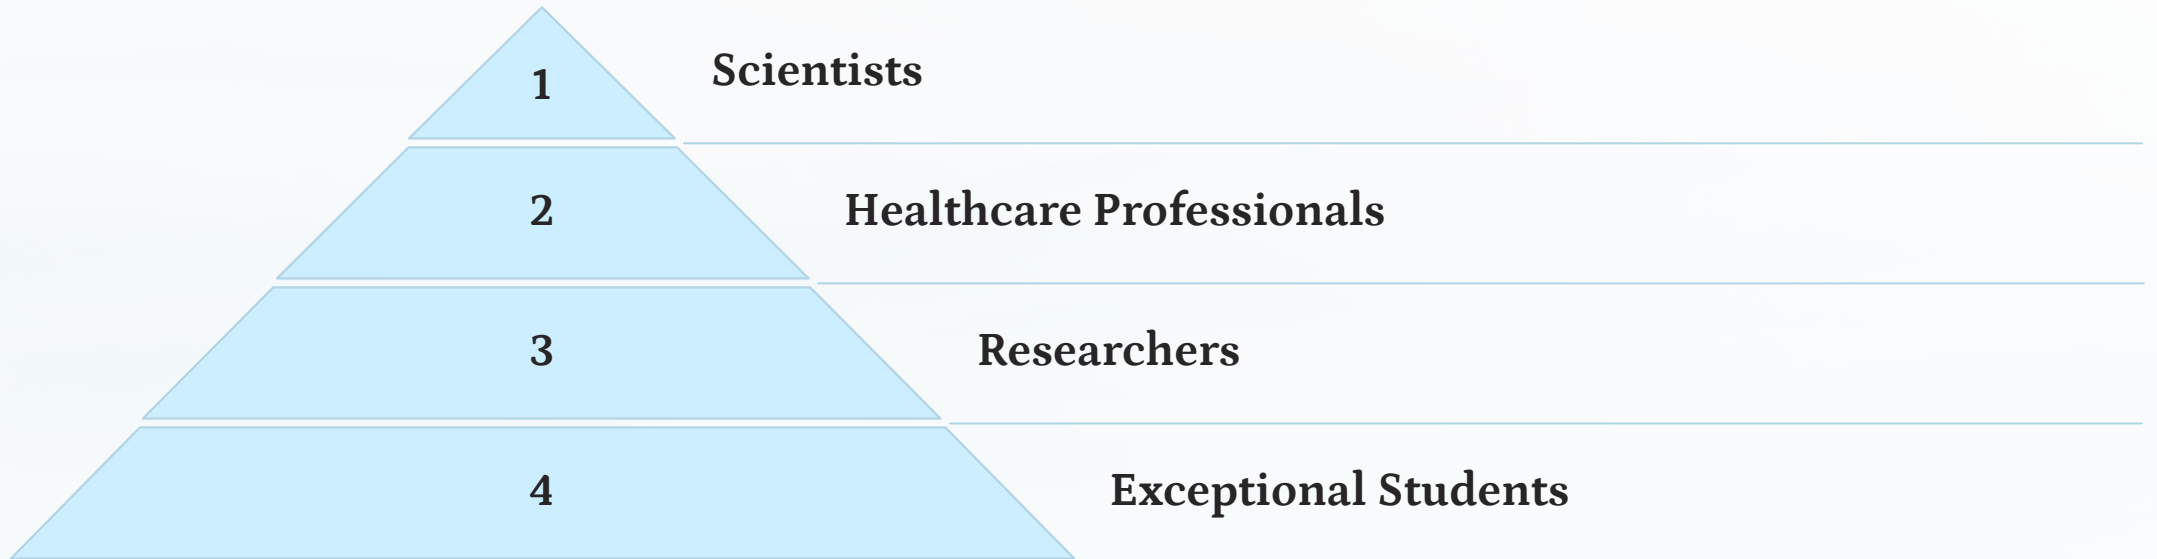 1
Scientists
2
Healthcare Professionals
3
Researchers
4
Exceptional Students